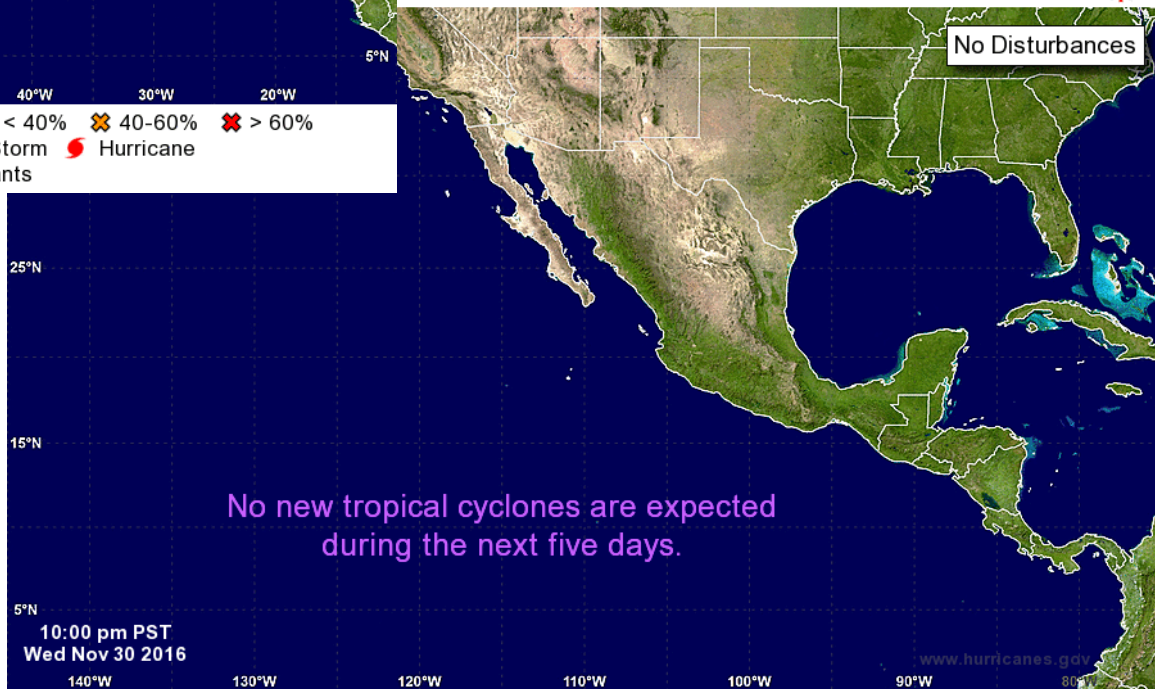 5°N
40°W 30°W 20°W
< 40% 40-60% > 60%
Hurricane
No Disturbances
25°N
15°N
No new tropical cyclones are expected
during the next five days.
5°N
10:00 pm PST
Wed Nov 30 2016
www.hurricanes.gov
140°W 130°W 120°W 110°W 100°W 90°W 80°W